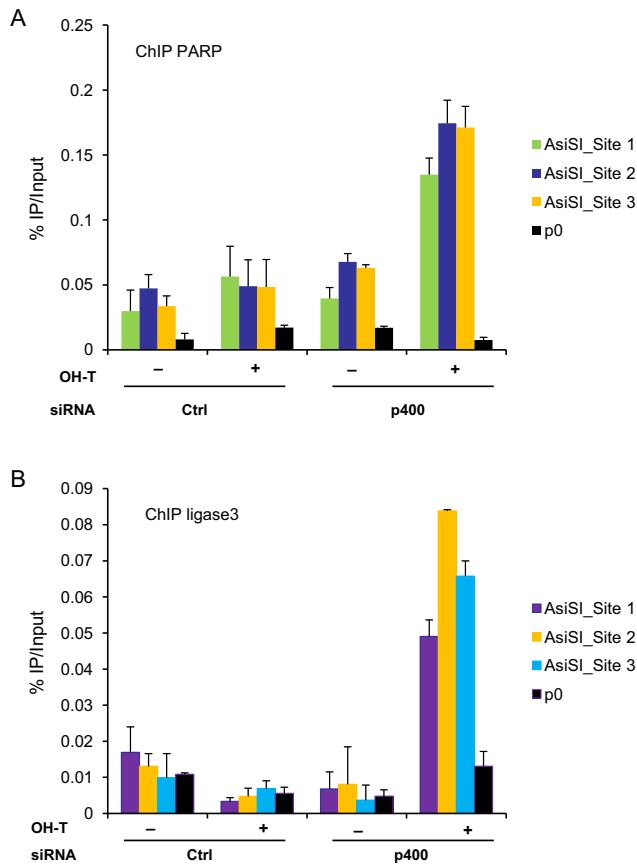 A
ChIP PARP
% IP/Input
0.25
0.2
0.15
0.1
0.05
0
AsiSI_Site 1
AsiSI_Site 2
AsiSI_Site 3
p0
OH-T – + – +
siRNA Ctrl p400
B
ChIP ligase3
% IP/Input
0.09
0.08
0.07
0.06
0.05
0.04
0.03
0.02
0.01
0
AsiSI_Site 1
AsiSI_Site 2
AsiSI_Site 3
p0
OH-T – + – +
siRNA Ctrl p400